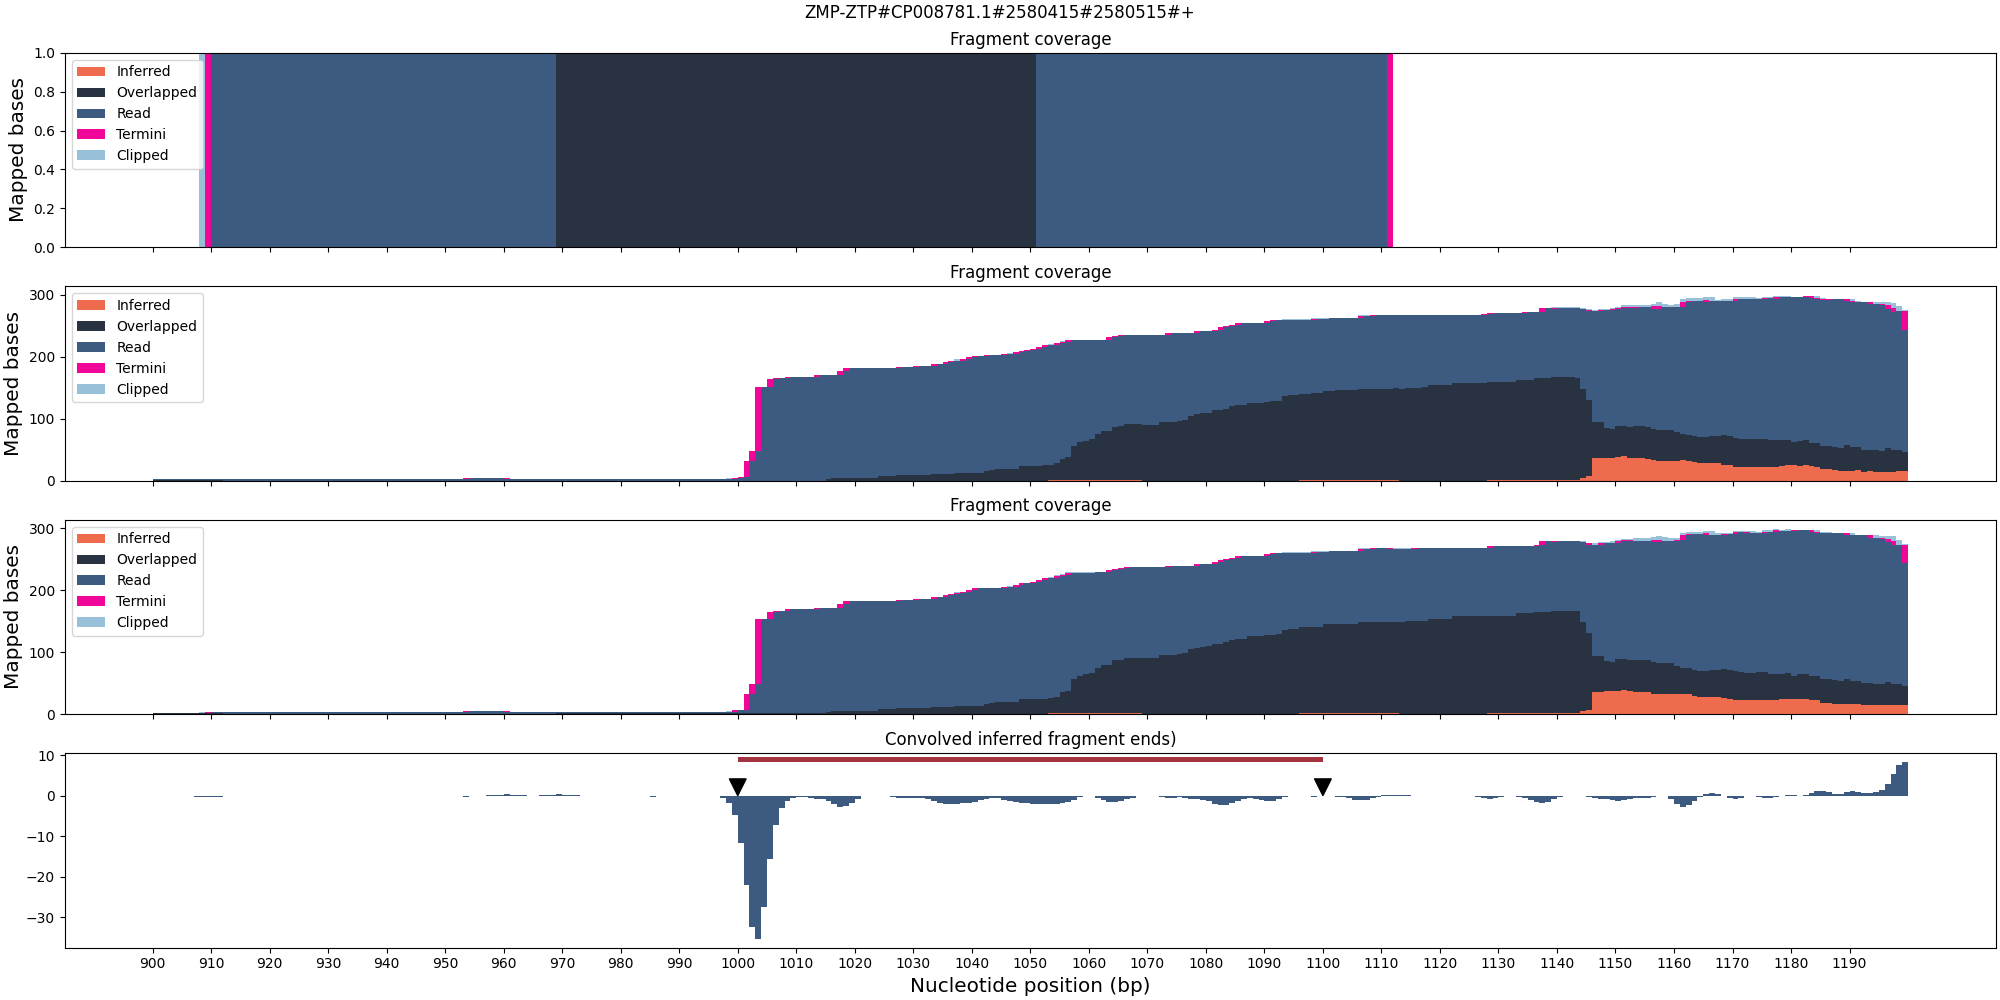 ZMP-ZTP#CP008781.1#2580415#2580515#+
Fragment coverage
Mapped bases
1.0
0.8
0.6
0.4
0.2
0.0
Inferred
Overlapped
Read
Termini
Clipped
Fragment coverage
Mapped bases
300
200
100
0
Inferred
Overlapped
Read
Termini
Clipped
Fragment coverage
Mapped bases
300
200
100
0
Inferred
Overlapped
Read
Termini
Clipped
Convolved inferred fragment ends)
10
0
−10
−20
−30
900 910 920 930 940 950 960 970 980 990 1000 1010 1020 1030 1040 1050 1060 1070 1080 1090 1100 1110 1120 1130 1140 1150 1160 1170 1180 1190
Nucleotide position (bp)